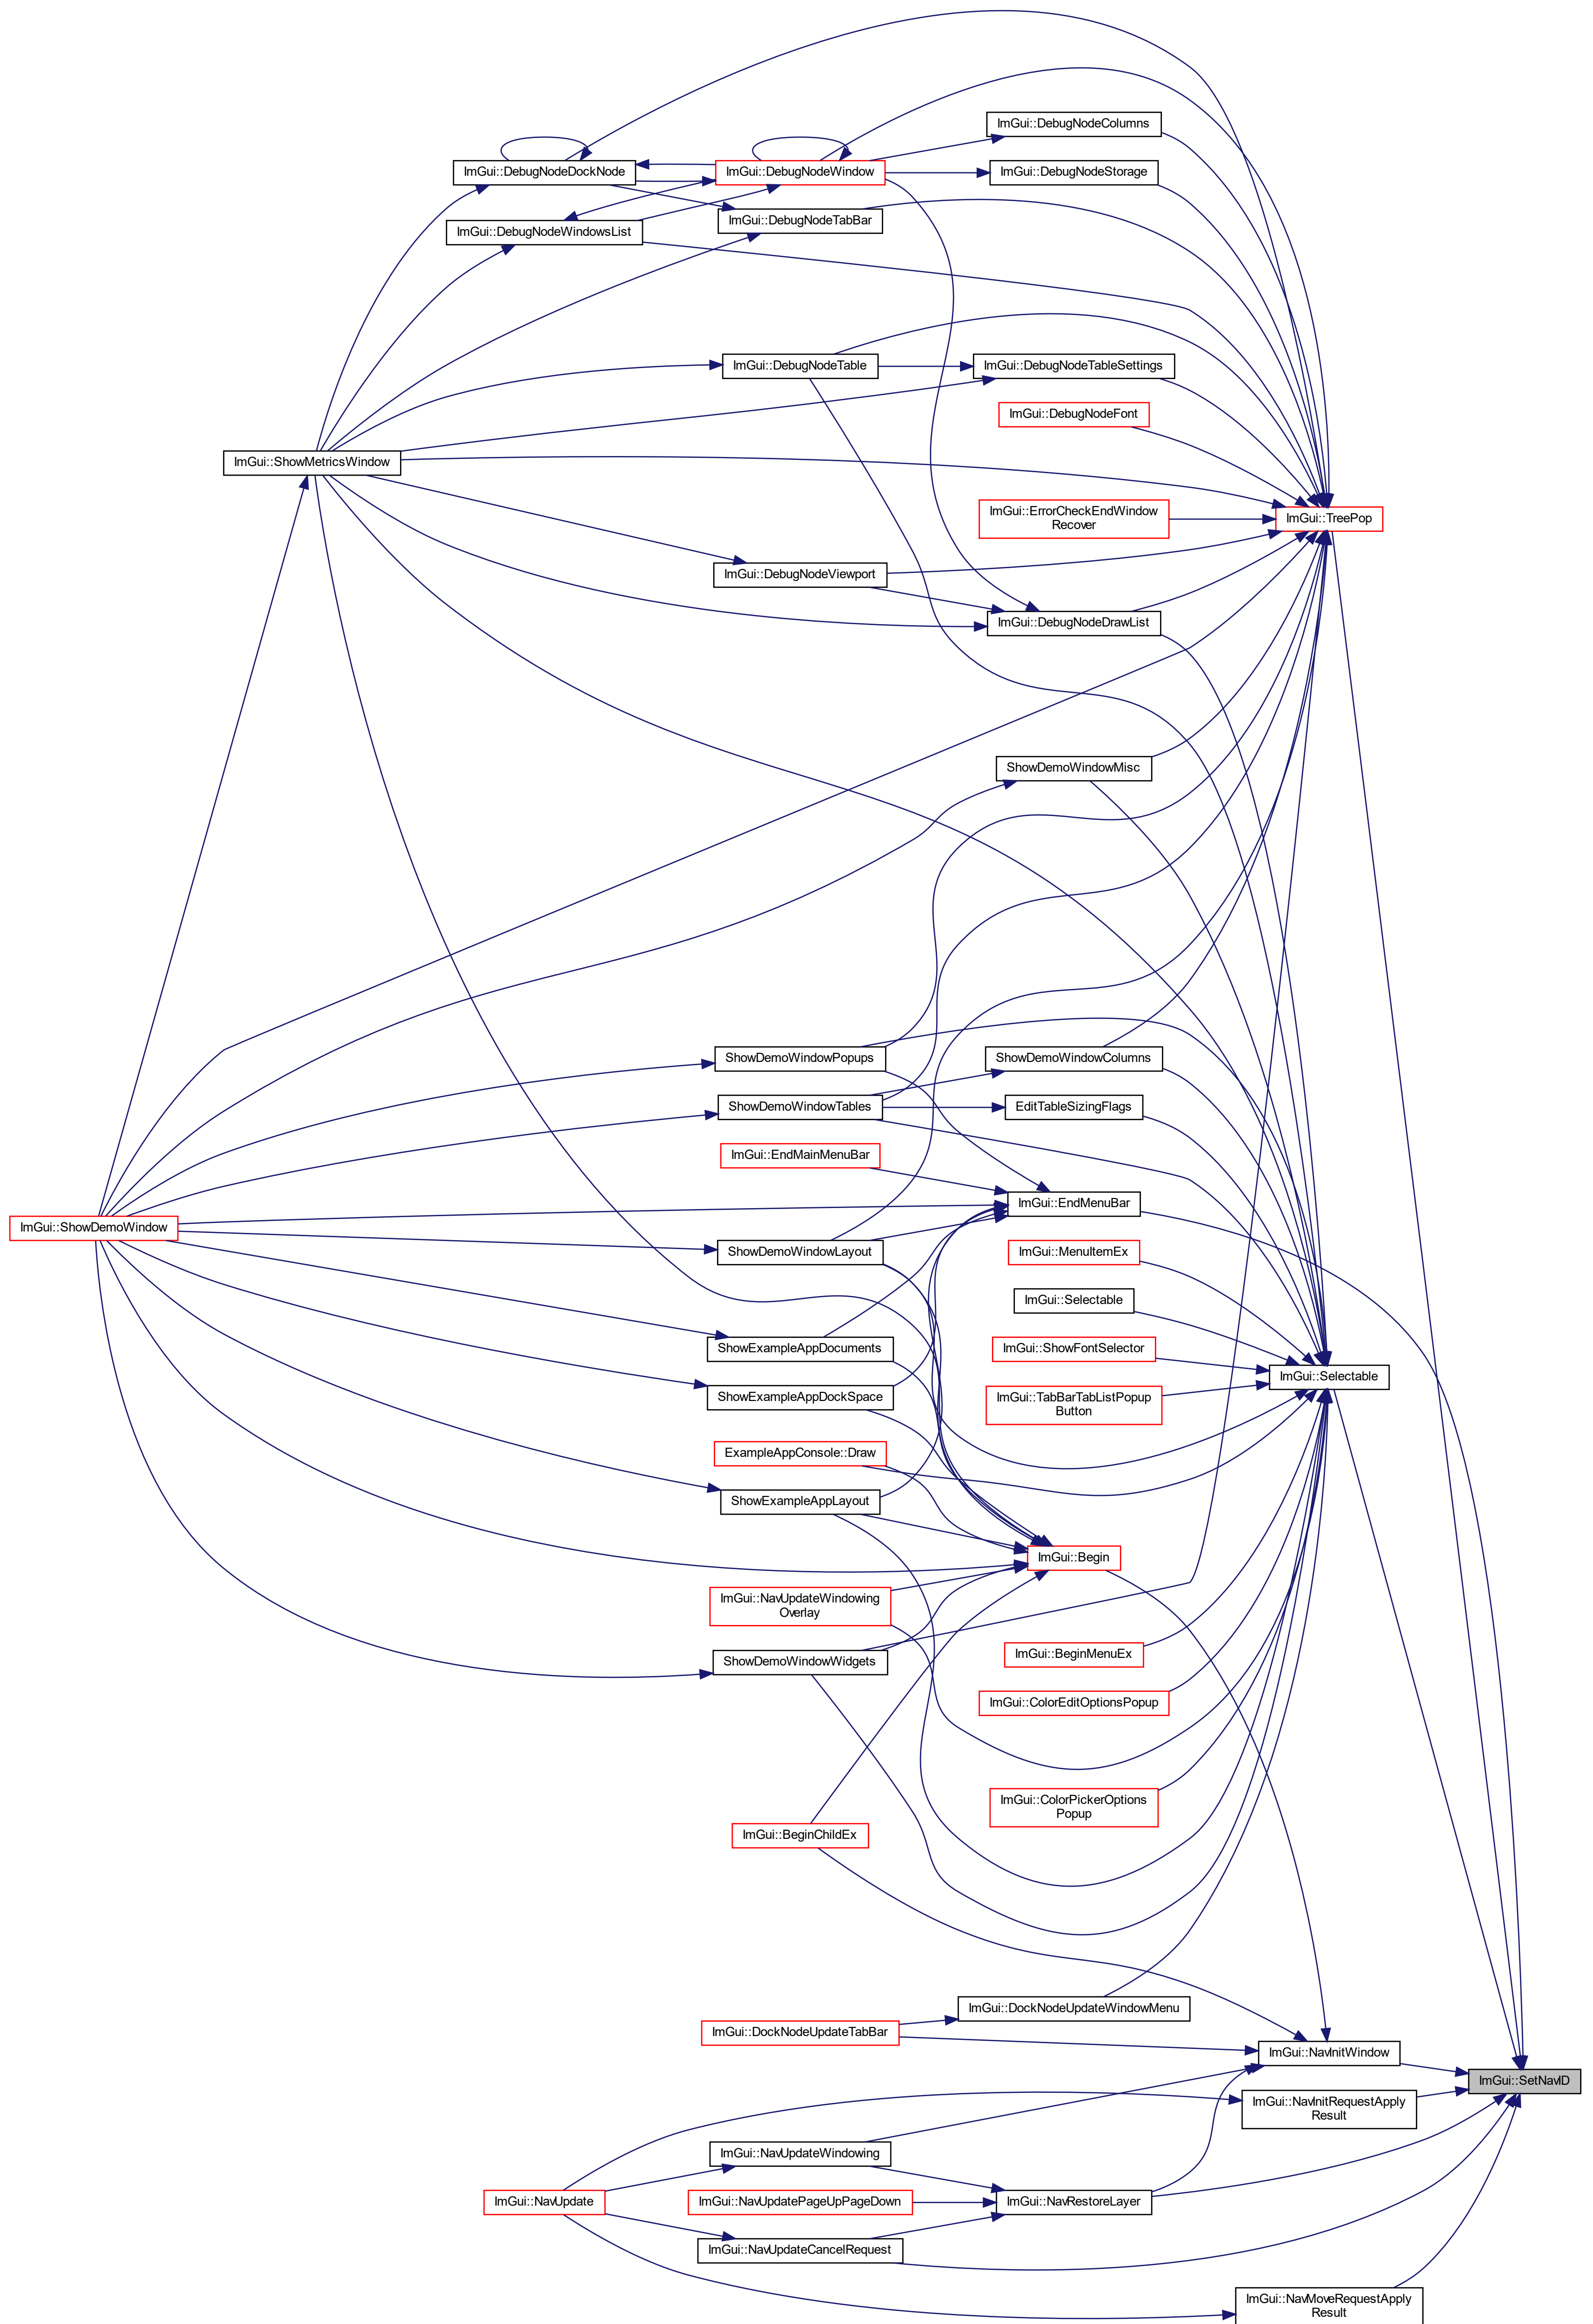 ImGui::DebugNodeColumns
ImGui::DebugNodeDockNode
ImGui::DebugNodeWindow
ImGui::DebugNodeStorage
ImGui::DebugNodeTabBar
ImGui::DebugNodeWindowsList
ImGui::DebugNodeTable
ImGui::DebugNodeTableSettings
ImGui::DebugNodeFont
ImGui::ShowMetricsWindow
ImGui::ErrorCheckEndWindow
Recover
ImGui::TreePop
ImGui::DebugNodeViewport
ImGui::DebugNodeDrawList
ShowDemoWindowMisc
ShowDemoWindowPopups
ShowDemoWindowColumns
ShowDemoWindowTables
EditTableSizingFlags
ImGui::EndMainMenuBar
ImGui::EndMenuBar
ImGui::ShowDemoWindow
ShowDemoWindowLayout
ImGui::MenuItemEx
ImGui::Selectable
ShowExampleAppDocuments
ImGui::ShowFontSelector
ImGui::Selectable
ShowExampleAppDockSpace
ImGui::TabBarTabListPopup
Button
ExampleAppConsole::Draw
ShowExampleAppLayout
ImGui::Begin
ImGui::NavUpdateWindowing
Overlay
ShowDemoWindowWidgets
ImGui::BeginMenuEx
ImGui::ColorEditOptionsPopup
ImGui::ColorPickerOptions
Popup
ImGui::BeginChildEx
ImGui::DockNodeUpdateWindowMenu
ImGui::DockNodeUpdateTabBar
ImGui::NavInitWindow
ImGui::SetNavID
ImGui::NavInitRequestApply
Result
ImGui::NavUpdateWindowing
ImGui::NavUpdate
ImGui::NavUpdatePageUpPageDown
ImGui::NavRestoreLayer
ImGui::NavUpdateCancelRequest
ImGui::NavMoveRequestApply
Result